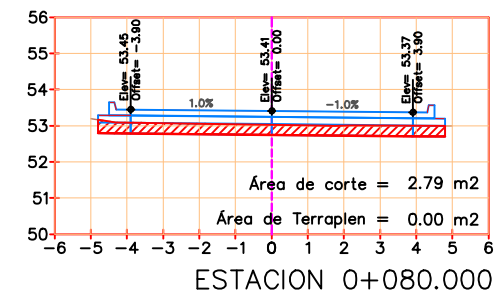 56
55
54
53
52
51
50
Elev= 53.45
Offset= -3.90
Elev= 53.41
Offset= 0.00
Elev= 53.37
Offset= 3.90
1.0%
-1.0%
Área de corte = 2.79 m2
Área de Terraplen = 0.00 m2
-6 -5 -4 -3 -2 -1 0 1 2 3 4 5 6
ESTACION 0+080.000